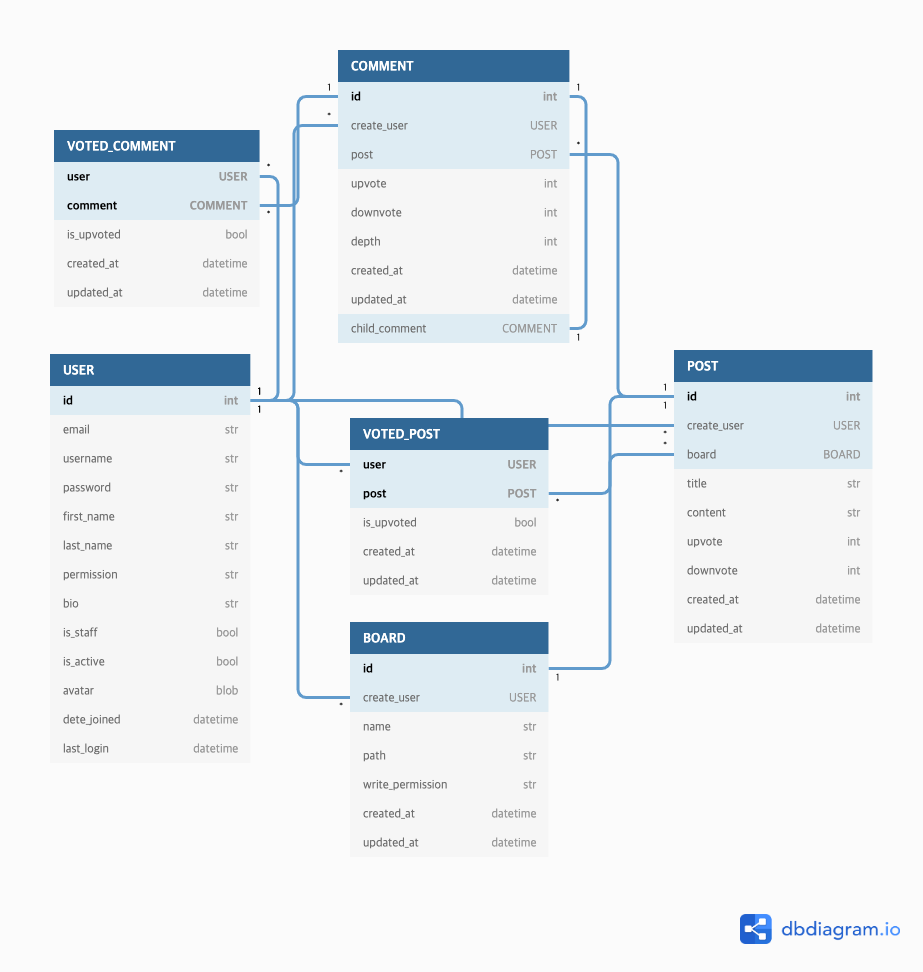 COMMENT
1
1
id int
*
create_user USER
*
post POST
upvote int
downvote int
depth int
created_at datetime
updated_at datetime
child_comment COMMENT
1
VOTED_COMMENT
*
user USER
comment COMMENT
*
is_upvoted bool
created_at datetime
updated_at datetime
USER
1
id int
1
email str
username str
password str
first_name str
last_name str
permission str
bio str
is_staff bool
is_active bool
avatar blob
dete_joined datetime
last_login datetime
VOTED_POST
user USER
*
post POST
*
is_upvoted bool
created_at datetime
updated_at datetime
POST
1
id int
1
create_user USER
*
*
board BOARD
title str
content str
upvote int
downvote int
created_at datetime
updated_at datetime
BOARD
id int
1
create_user USER
*
name str
path str
write_permission str
created_at datetime
updated_at datetime
dbdiagram.io